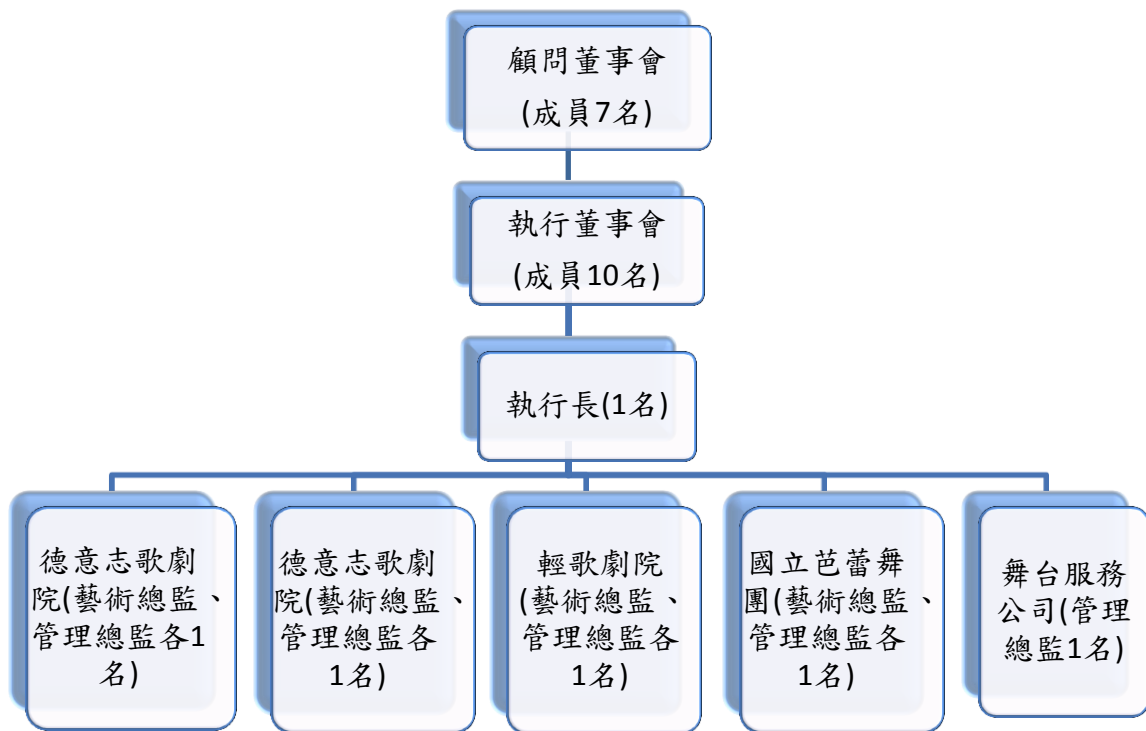 顧問董事會
(成員7名)
執行董事會
(成員10名)
執行長(1名)
德意志歌劇
院(藝術總監、
管理總監各1
名)
德意志歌劇
院(藝術總監、
管理總監各
1名)
輕歌劇院
(藝術總監、
管理總監各
1名)
國立芭蕾舞
團(藝術總監、
管理總監各
1名)
舞台服務
公司(管理
總監1名)